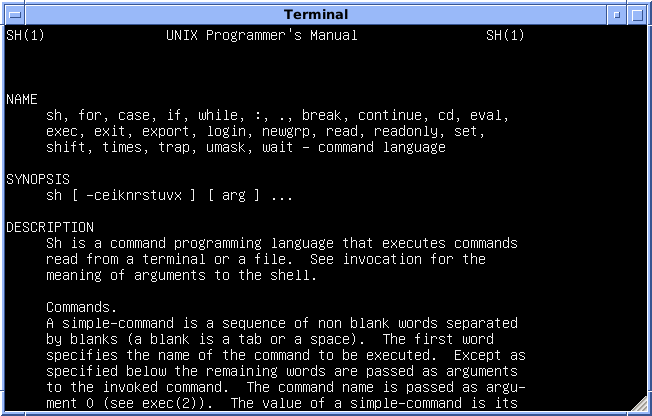 Terminal
SH(1)               UNIX Programmer's Manual                SH(1)
NAME
     sh, for, case, if, while, :, ., break, continue, cd, eval,
     exec, exit, export, login, newgrp, read, readonly, set,
     shift, times, trap, umask, wait - command language
SYNOPSIS
     sh [ -ceiknrstuvx ] [ arg ] ...
DESCRIPTION
     Sh is a command programming language that executes commands
     read from a terminal or a file.  See invocation for the
     meaning of arguments to the shell.
     Commands.
     A simple-command is a sequence of non blank words separated
     by blanks (a blank is a tab or a space).  The first word
     specifies the name of the command to be executed.  Except as
     specified below the remaining words are passed as arguments
     to the invoked command.  The command name is passed as argu-
     ment 0 (see exec(2)).  The value of a simple-command is its